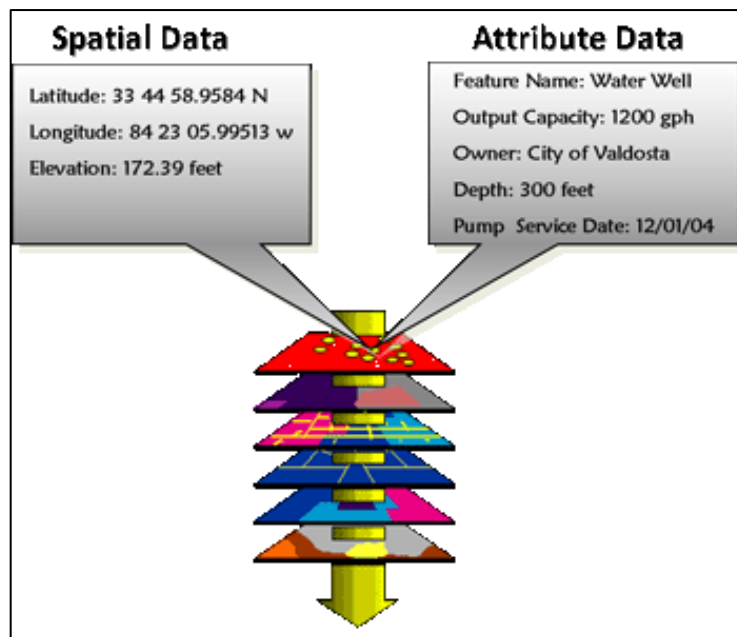 Spatial Data
Latitude: 33 44 58.9584 N
Longitude: 84 23 05.99513 w
Elevation: 172.39 feet
Attribute Data
Feature Name: Water Well
Output Capacity: 1200 gph
Owner: City of Valdosta
Depth: 300 feet
Pump Service Date: 12/01/04